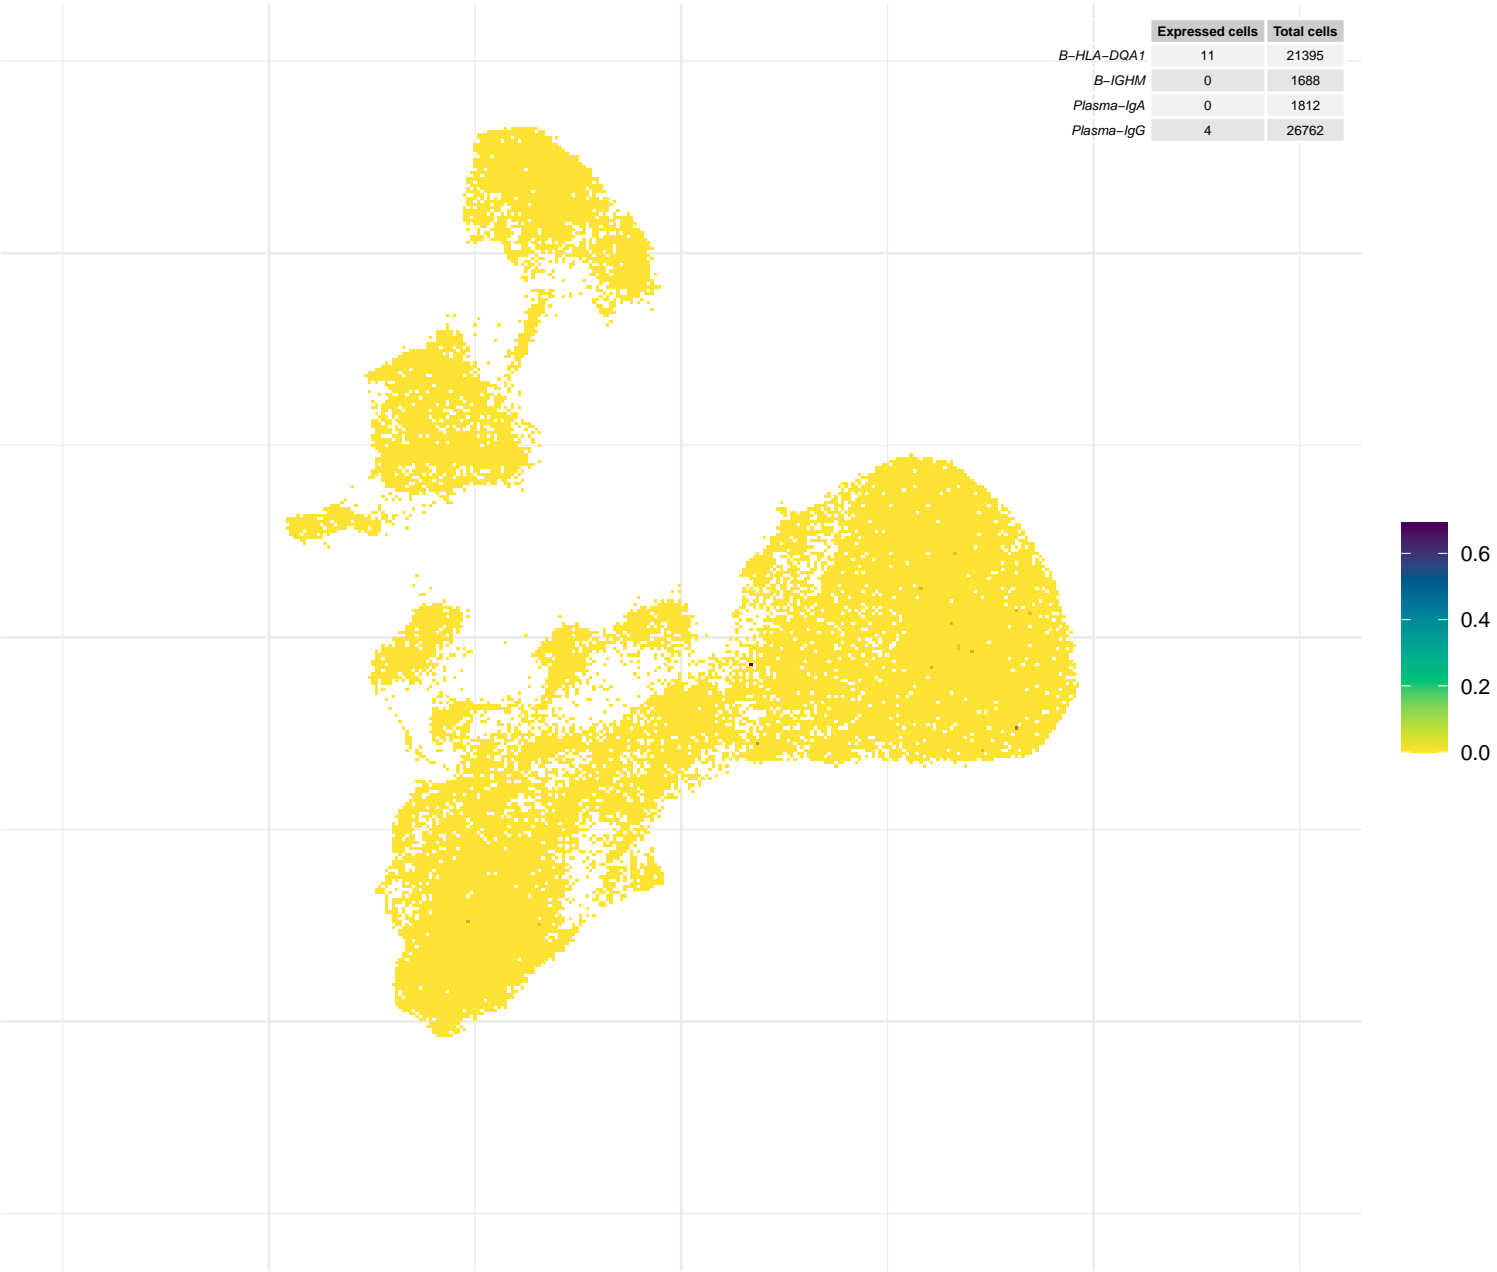 Expressed cells Total cells
B−HLA−DQA1 11 21395
B−IGHM 0 1688
Plasma−IgA 0 1812
Plasma−IgG 4 26762
0.6
0.4
0.2
0.0